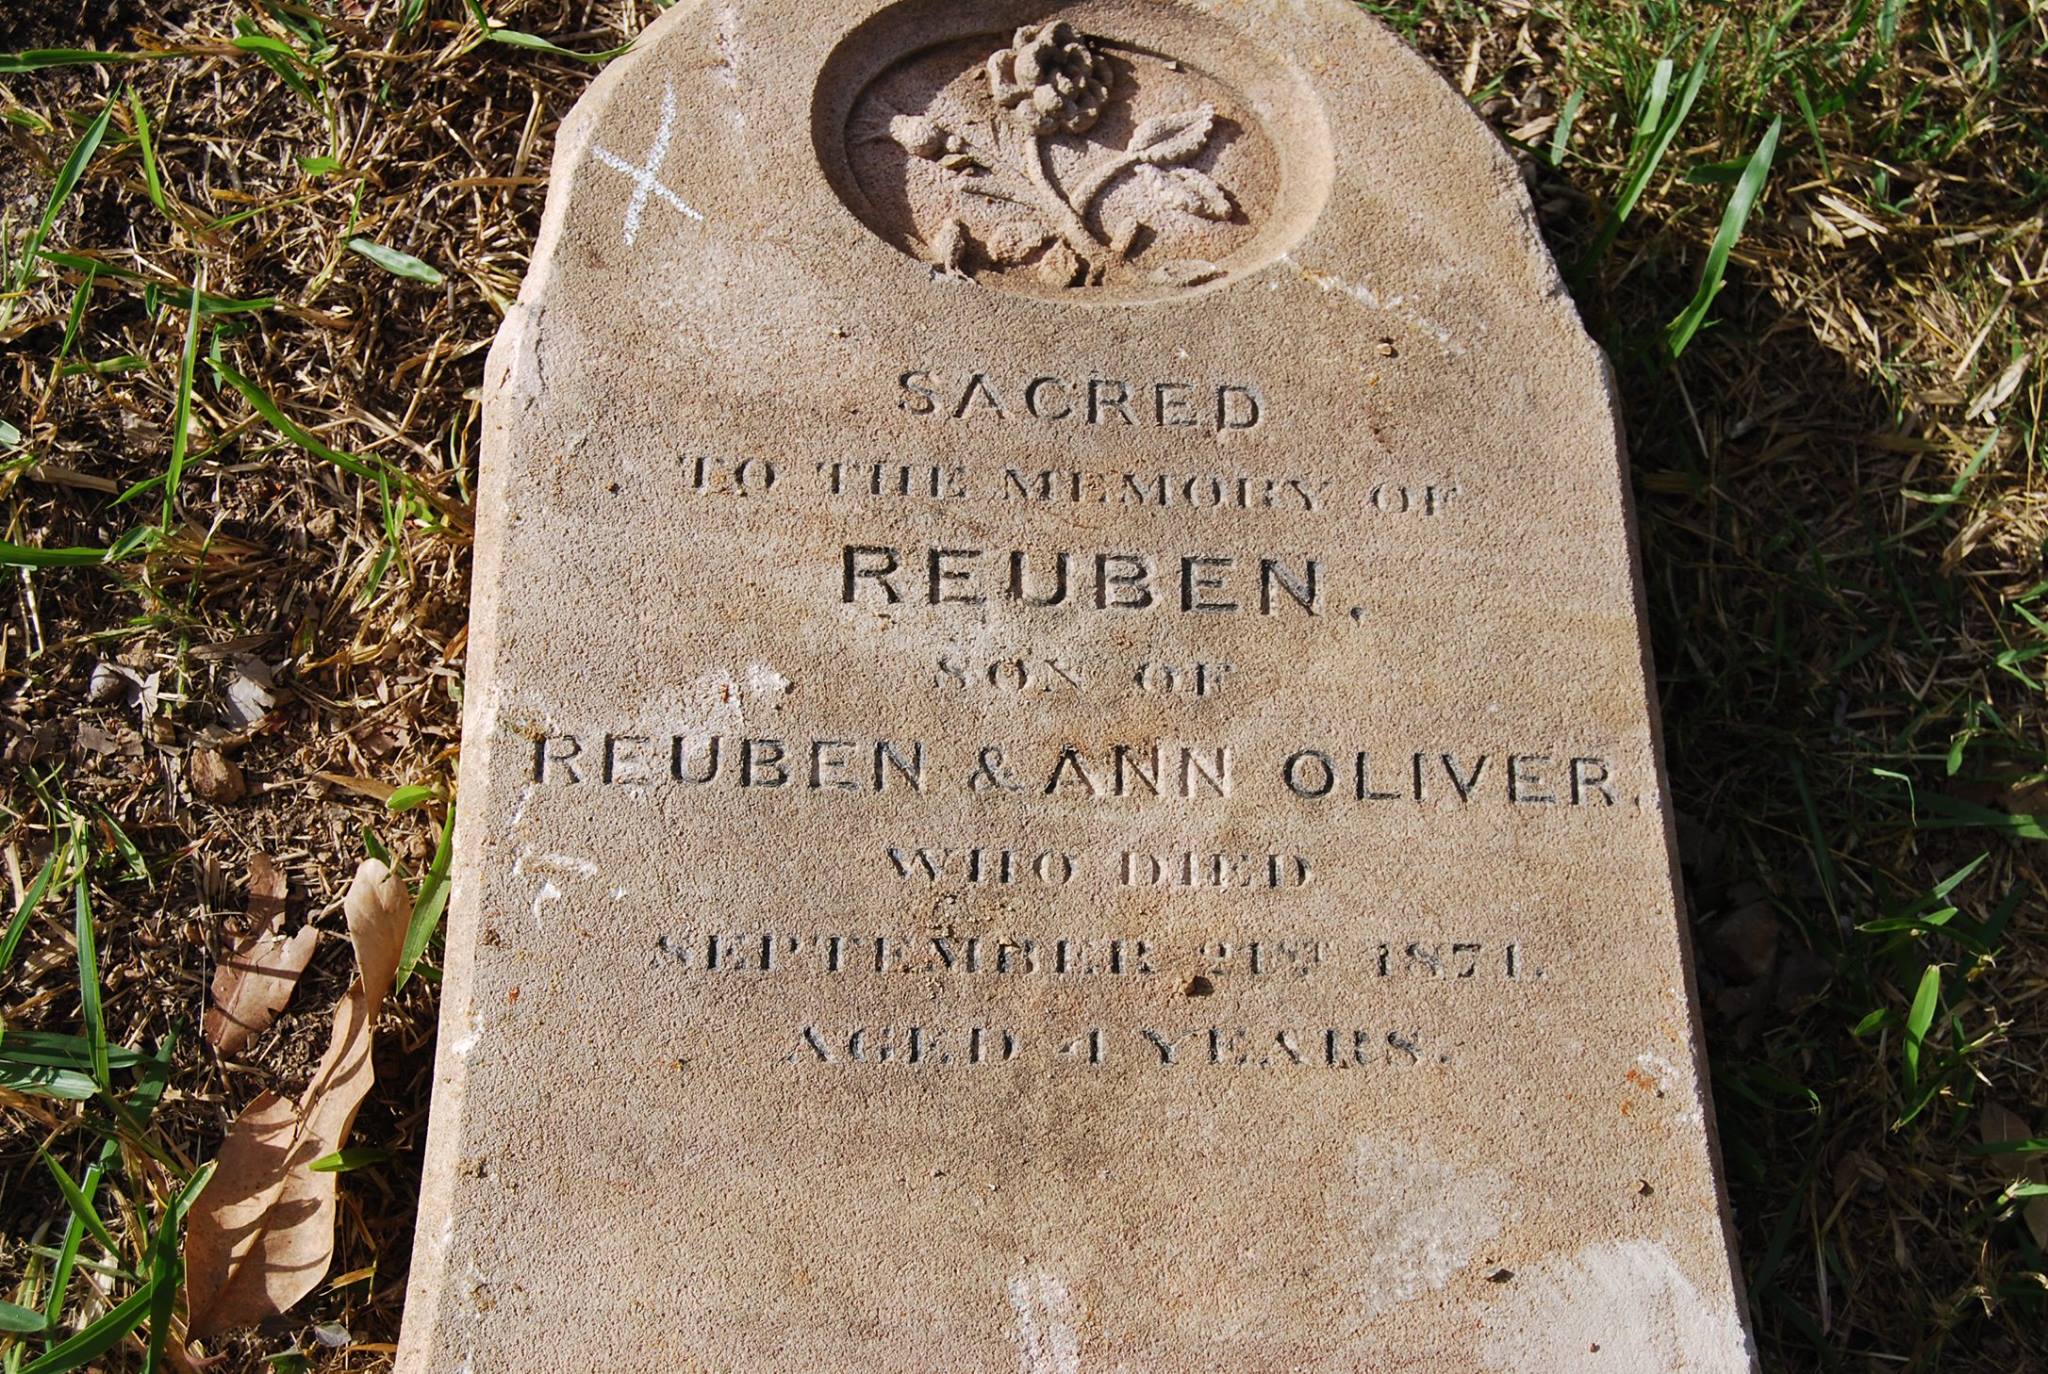 SACRED
TO THE MEMORY OF
REUBEN,
SON OF
REUBEN & ANN OLIVER,
WHO DIED
SEPTEMBER 21ST 1871.
AGED 4 YEARS.